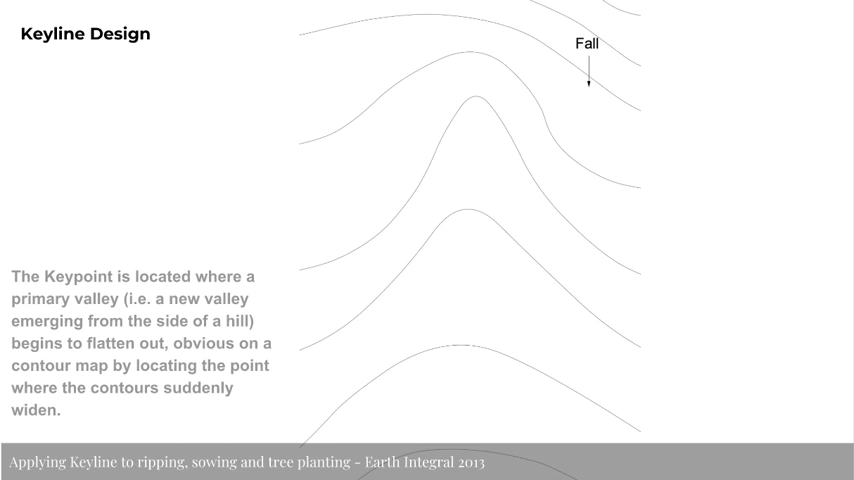 Keyline Design
Fall
The Keypoint is located where a
primary valley (i.e. a new valley
emerging from the side of a hill)
begins to flatten out, obvious on a
contour map by locating the point
where the contours suddenly
widen.
Applying Keyline to ripping, sowing and tree planting - Earth Integral 2013